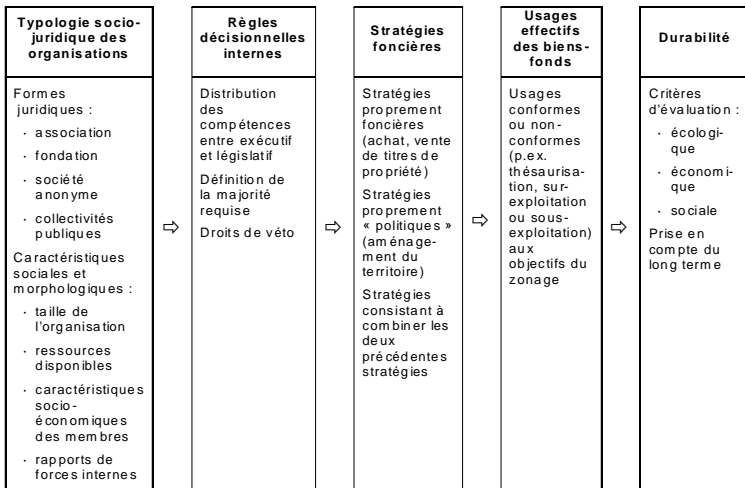 Typologie socio-
juridique des
organisations
Formes
juridiques :
· association
· fondation
· société
anonyme
· collectivités
publiques
Caractéristiques
sociales et
morphologiques :
· taille de
l'organisation
· ressources
disponibles
· caractéristiques
socio-
économiques
des membres
· rapports de
forces internes
⇨
Règles
décisionnelles
internes
Distribution
des
compétences
entre exécutif
et législatif
Définition de
la majorité
requise
Droits de véto
⇨
Stratégies
foncières
Stratégies
proprement
foncières
(achat, vente
de titres de
propriété)
Stratégies
proprement
« politiques »
(aménage-
ment du
territoire)
Stratégies
consistant à
combiner les
deux
précédentes
stratégies
⇨
Usages
effectifs
des biens-
fonds
Usages
conformes
ou non-
conformes
(p.ex.
thésaurisa-
tion, sur-
exploitation
ou sous-
exploitation)
aux
objectifs du
zonage
⇨
Durabilité
Critères
d'évaluation :
· écologi-
que
· économi-
que
· sociale
Prise en
compte du
long terme